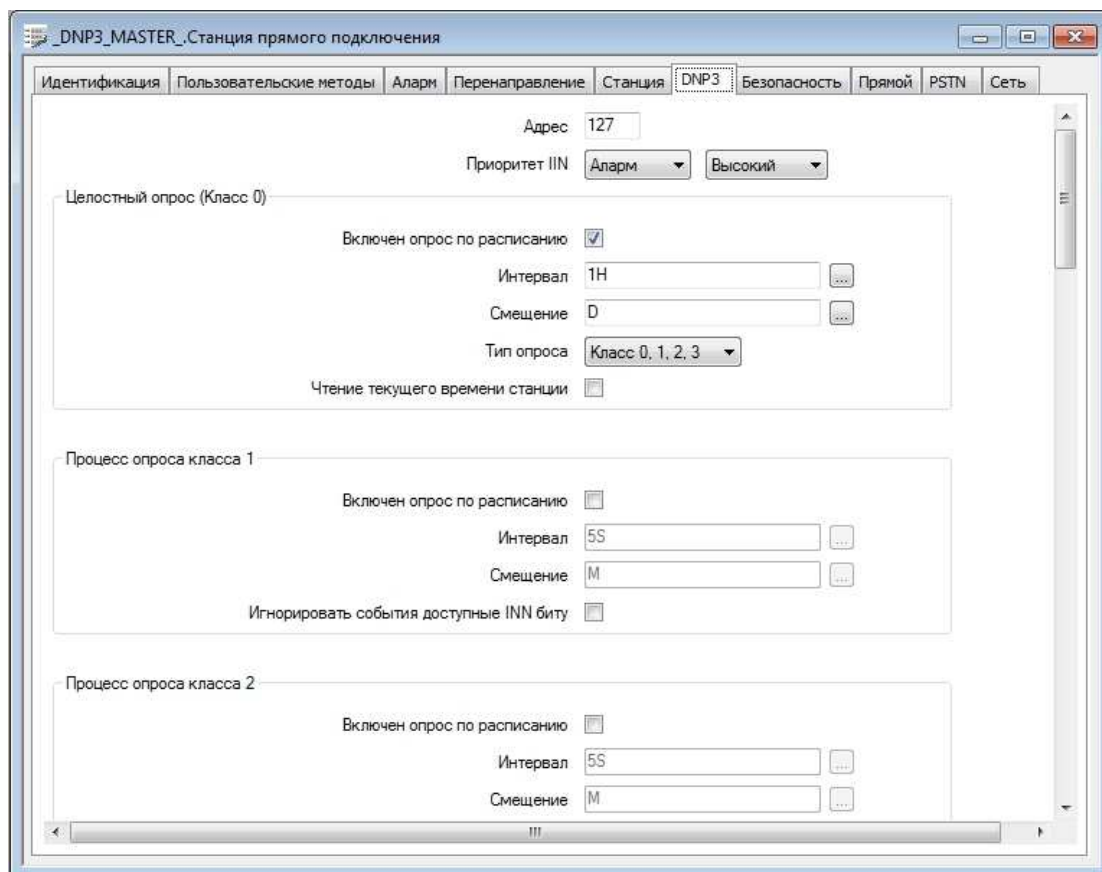 _DNP3_MASTER_.Станция прямого подключения
Идентификация Пользовательские методы Аларм Перенаправление Станция DNP3 Безопасность Прямой PSTN Сеть
Адрес 127
Приоритет IIN Аларм Высокий
Целостный опрос (Класс 0)
Включен опрос по расписанию
Интервал 1H ...
Смещение D ...
Тип опроса Класс 0, 1, 2, 3
Чтение текущего времени станции
Процесс опроса класса 1
Включен опрос по расписанию
Интервал 5S ...
Смещение M ...
Игнорировать события доступные INN биту
Процесс опроса класса 2
Включен опрос по расписанию
Интервал 5S ...
Смещение M ...